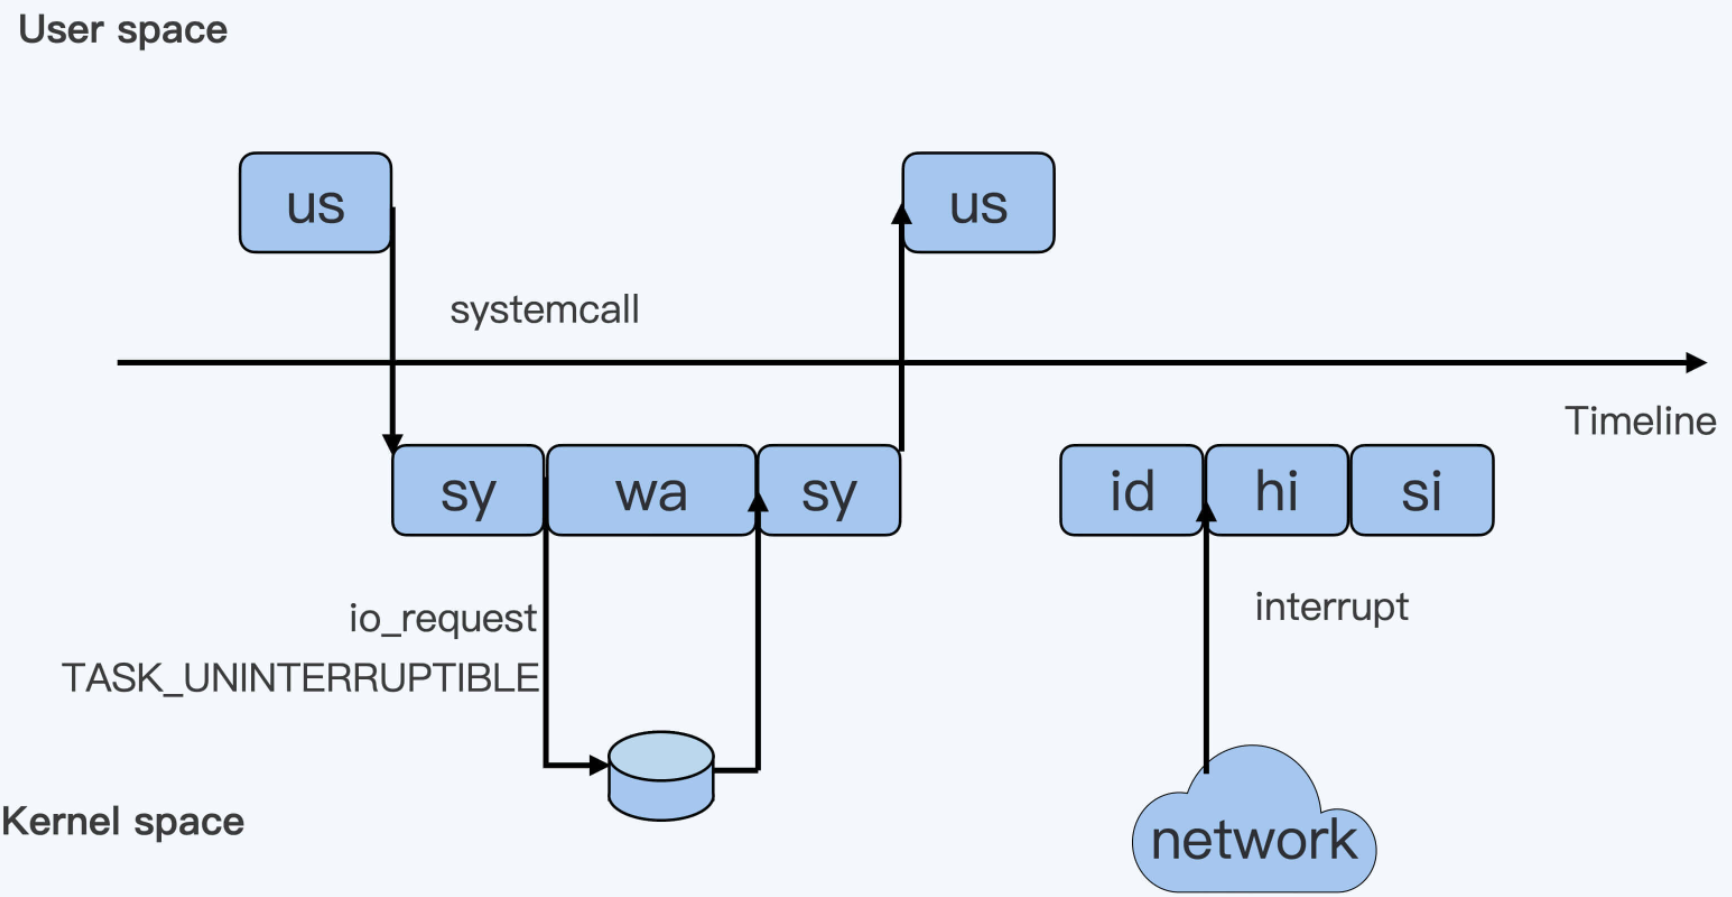 User space
us
us
systemcall
Timeline
sy
wa
sy
id
hi
si
io_request
TASK_UNINTERRUPTIBLE
interrupt
Kernel space
network